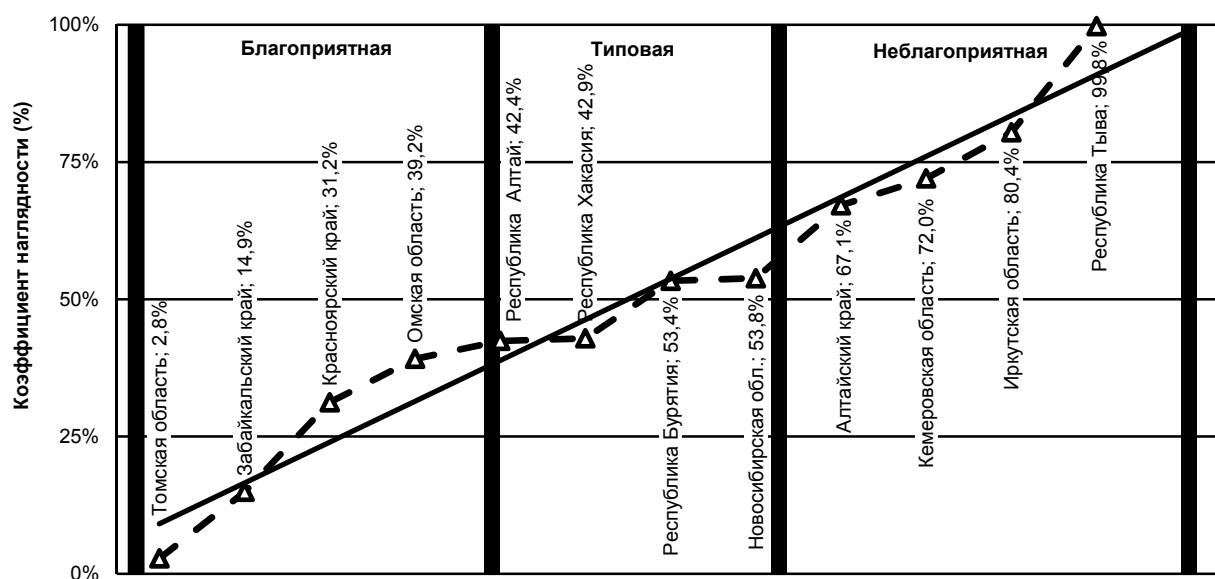 Коэффициент наглядности (%)
100%
75%
50%
25%
0%
Благоприятная
Типовая
Неблагоприятная
Томская область; 2,8%
Забайкальский край; 14,9%
Красноярский край; 31,2%
Омская область; 39,2%
Республика Алтай; 42,4%
Республика Хакасия; 42,9%
Республика Бурятия; 53,4%
Новосибирская обл.; 53,8%
Алтайский край; 67,1%
Кемеровская область; 72,0%
Иркутская область; 80,4%
Республика Тыва; 99,8%